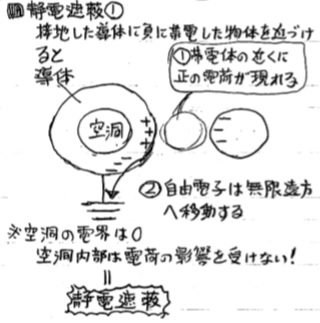 静電遮蔽①
接地した導体に負に帯電した物体を近づけ
ると
導体
①帯電体の近くに
正の電荷が現れる
空洞
+
+
+
②自由電子は無限遠方
へ移動する
※空洞の電界は0
空洞内部は電荷の影響を受けない!
静電遮蔽